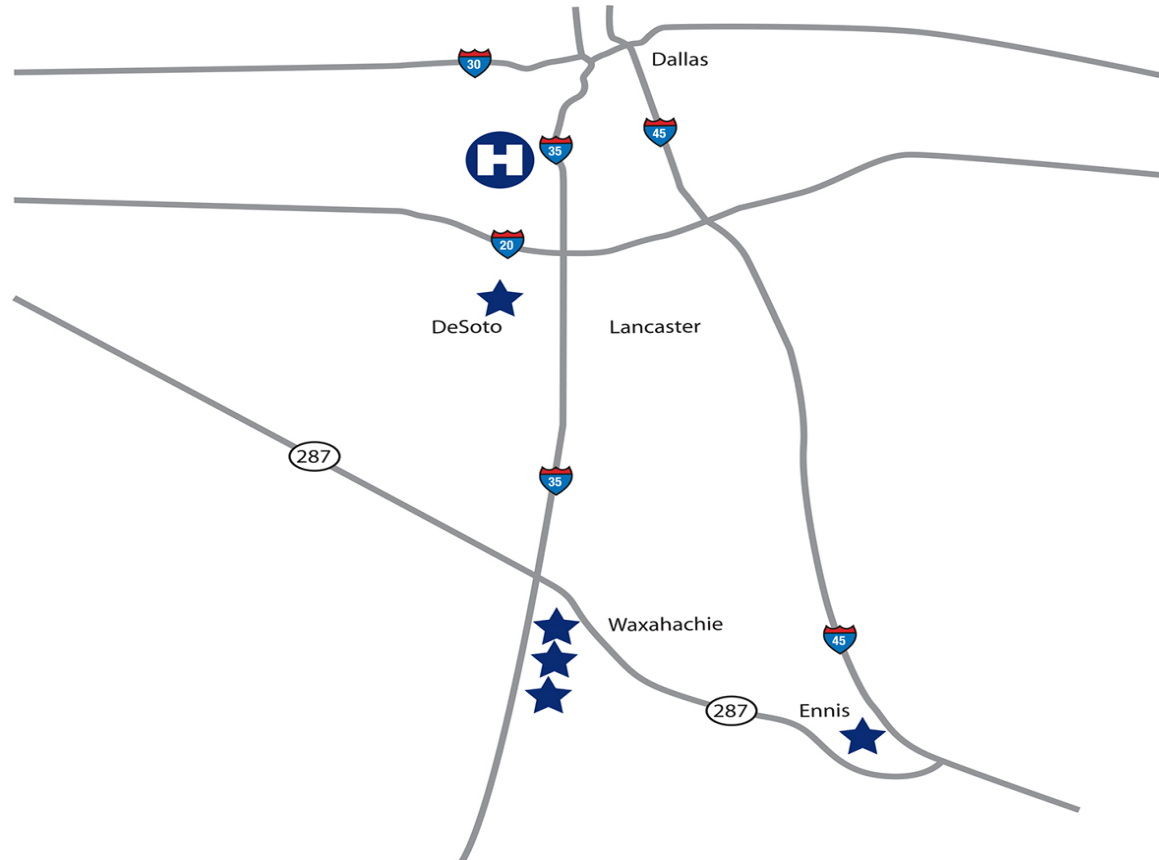 30
Dallas
45
35
H
20
DeSoto
Lancaster
287
35
Waxahachie
45
287
Ennis